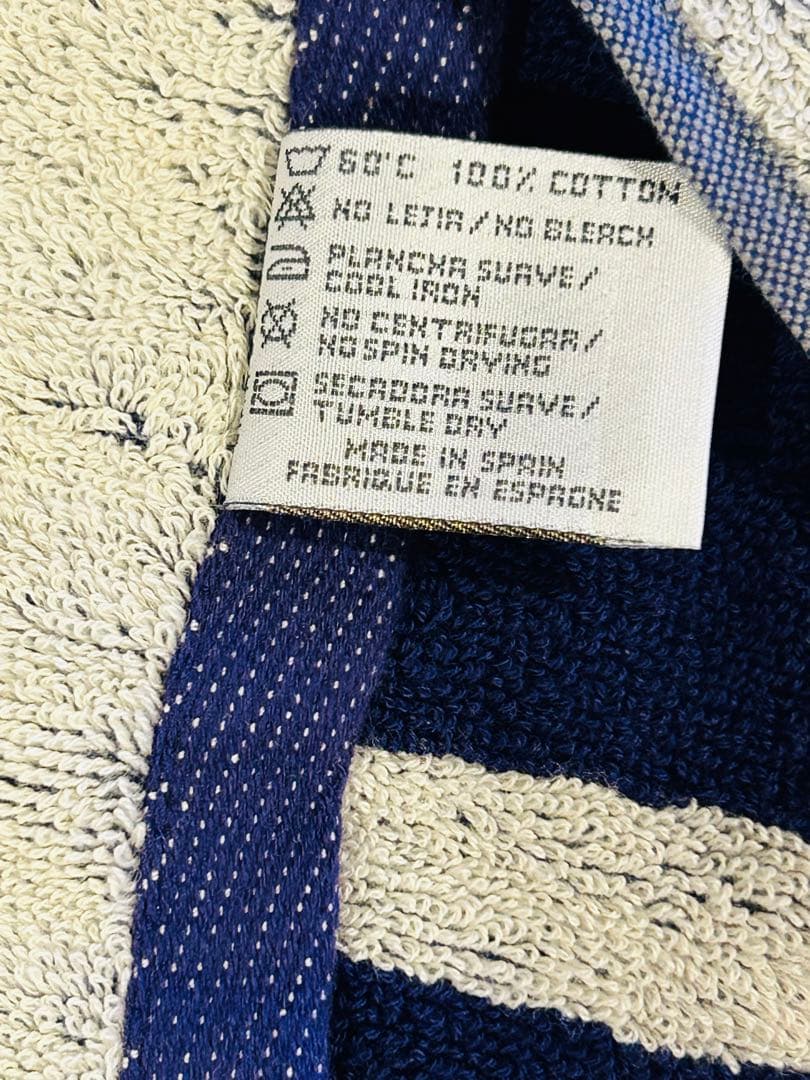 60°C 100% COTTON
NO LEJIA/NO BLEACH
PLANCHA SUAVE/
COOL IRON
NO CENTRIFUGAR/
NO SPIN DRYING
SECADORA SUAVE/
TUMBLE DRY
MADE IN SPAIN
FABRIQUE EN ESPAGNE